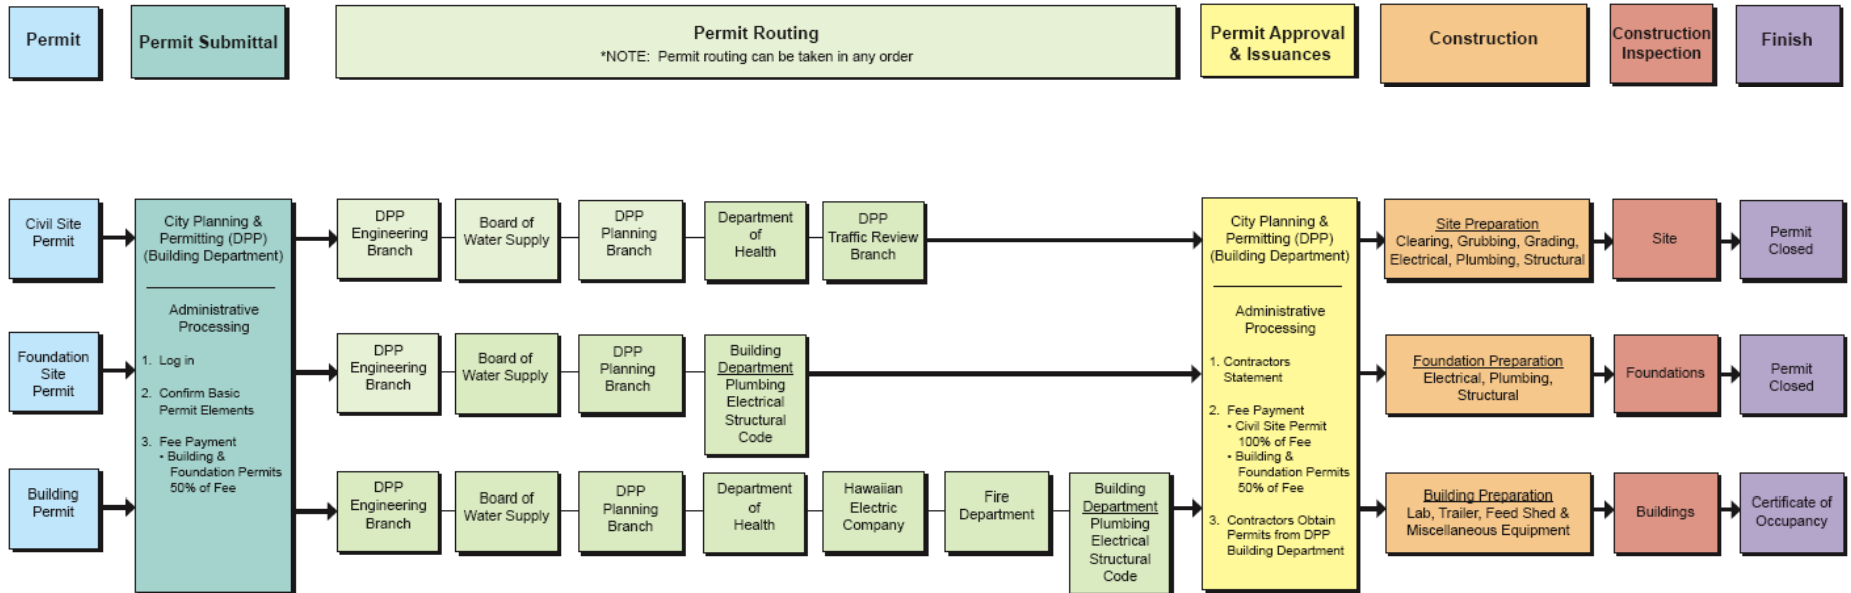 Permit
Permit Submittal
Permit Routing
*NOTE: Permit routing can be taken in any order
Permit Approval
& Issuances
Construction
Construction
Inspection
Finish
Civil Site
Permit
City Planning &
Permitting (DPP)
(Building Department)
Administrative
Processing
1. Log in
2. Confirm Basic
Permit Elements
3. Fee Payment
• Building &
Foundation Permits
50% of Fee
DPP
Engineering
Branch
Board of
Water Supply
DPP
Planning
Branch
Department
of
Health
DPP
Traffic Review
Branch
City Planning &
Permitting (DPP)
(Building Department)
Administrative
Processing
1. Contractors
Statement
2. Fee Payment
• Civil Site Permit
100% of Fee
• Building &
Foundation Permits
50% of Fee
3. Contractors Obtain
Permits from DPP
Building Department
Site Preparation
Clearing, Grubbing, Grading,
Electrical, Plumbing, Structural
Site
Permit
Closed
Foundation
Site
Permit
DPP
Engineering
Branch
Board of
Water Supply
DPP
Planning
Branch
Building
Department
Plumbing
Electrical
Structural
Code
Foundation Preparation
Electrical, Plumbing,
Structural
Foundations
Permit
Closed
Building
Permit
DPP
Engineering
Branch
Board of
Water Supply
DPP
Planning
Branch
Department
of
Health
Hawaiian
Electric
Company
Fire
Department
Building
Department
Plumbing
Electrical
Structural
Code
Building Preparation
Lab, Trailer, Feed Shed &
Miscellaneous Equipment
Buildings
Certificate of
Occupancy